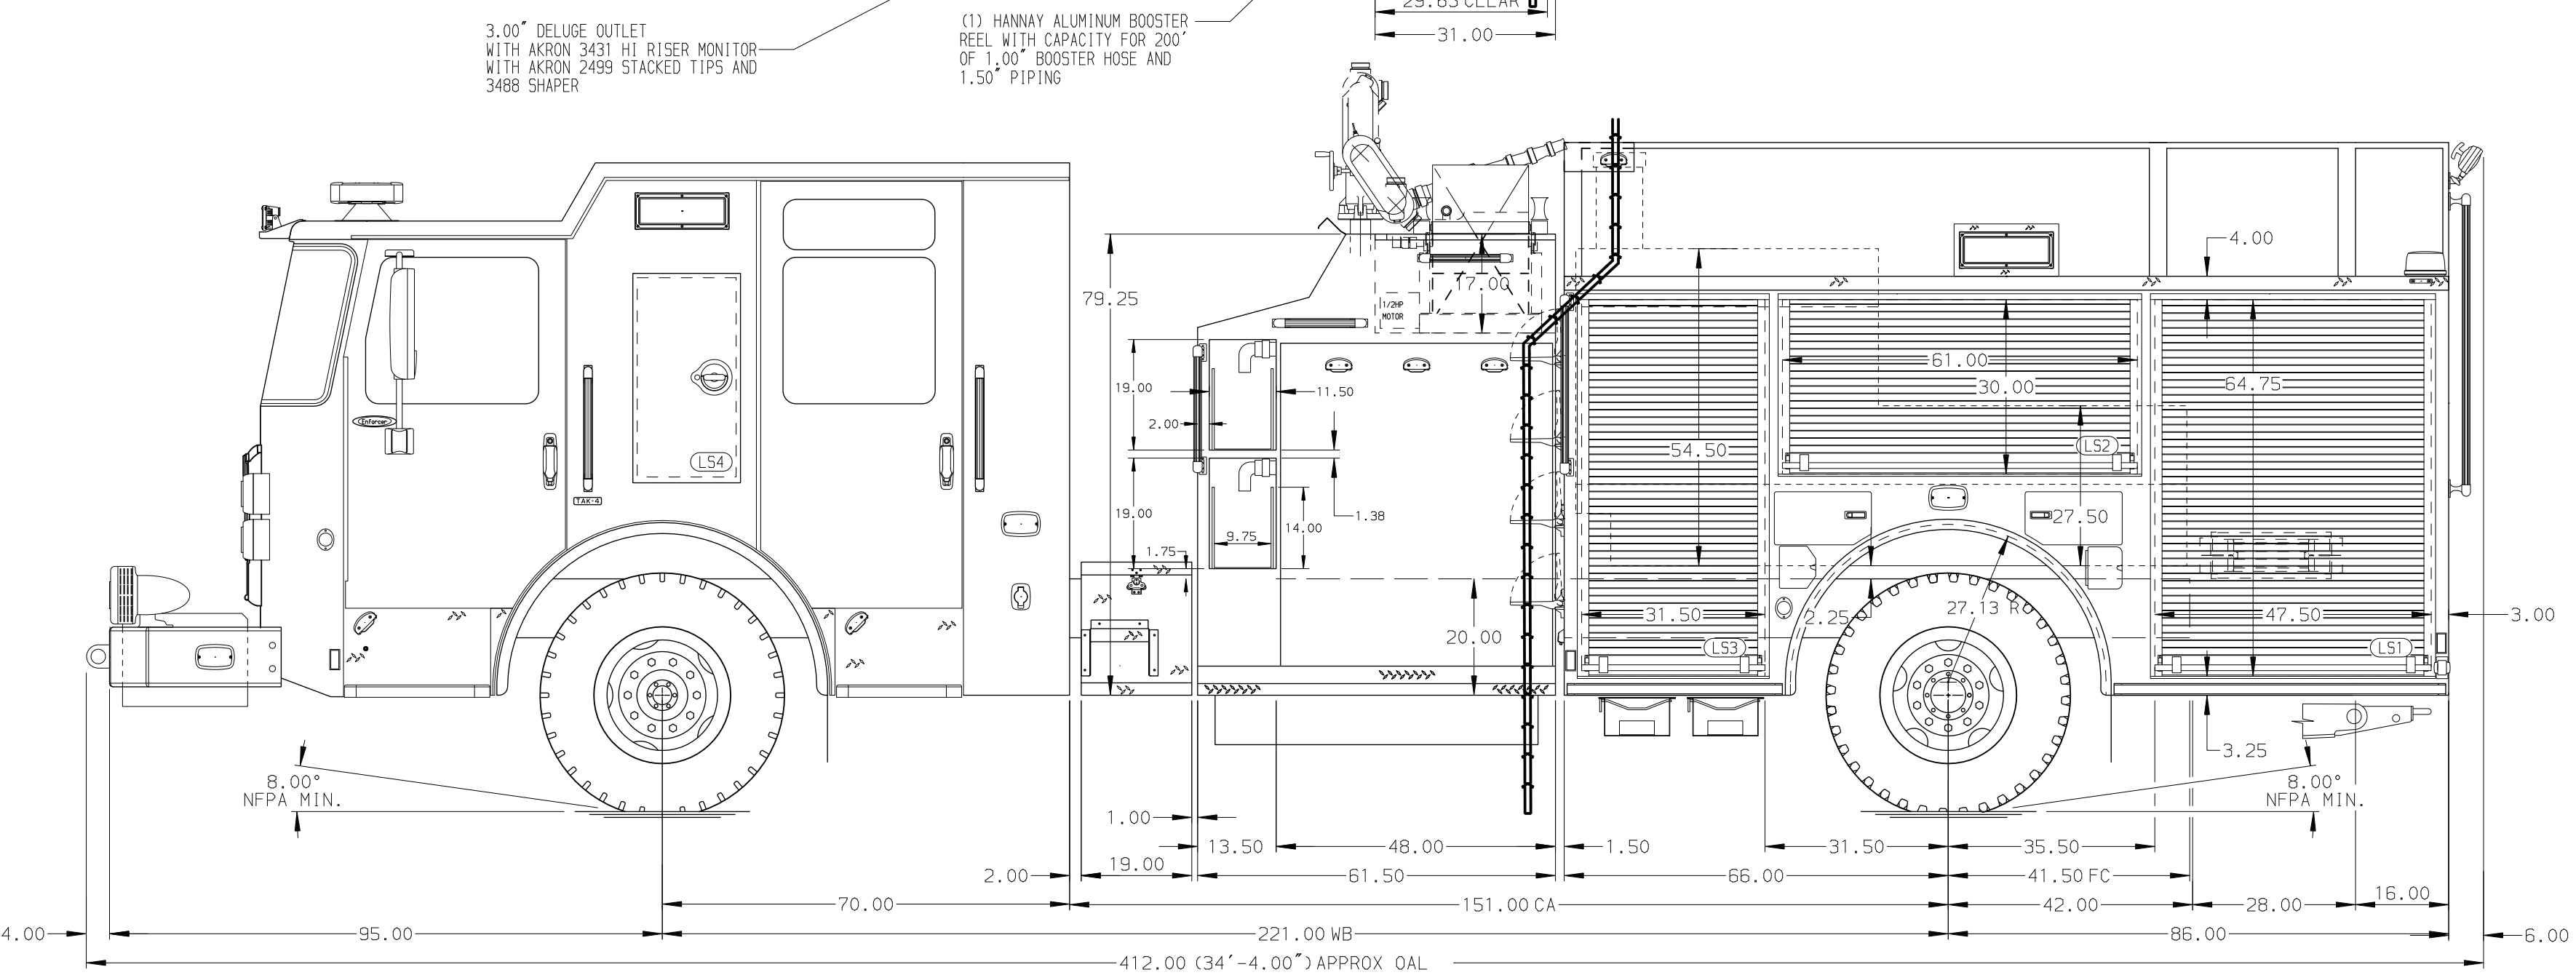 3.00" DELUGE OUTLET
WITH AKRON 3431 HI RISER MONITOR
WITH AKRON 2499 STACKED TIPS AND
3488 SHAPER
(1) HANNAY ALUMINUM BOOSTER
REEL WITH CAPACITY FOR 200'
OF 1.00" BOOSTER HOSE AND
1.50" PIPING
29.63 CLEAR
31.00
4.00
79.25
17.00
1/2HP
MOTOR
61.00
30.00
64.75
19.00
11.50
2.00
Enforcer
LS4
LS2
54.50
TAK-4
19.00
1.38
14.00
9.75
27.50
1.75
27.13 R
2.25
31.50
47.50
3.00
20.00
LS3
LS1
3.25
8.00°
NFPA MIN.
8.00°
NFPA MIN.
1.00
13.50
48.00
1.50
31.50
35.50
2.00
19.00
61.50
66.00
41.50 FC
70.00
151.00 CA
42.00
28.00
16.00
4.00
95.00
221.00 WB
86.00
6.00
412.00 (34'-4.00") APPROX OAL